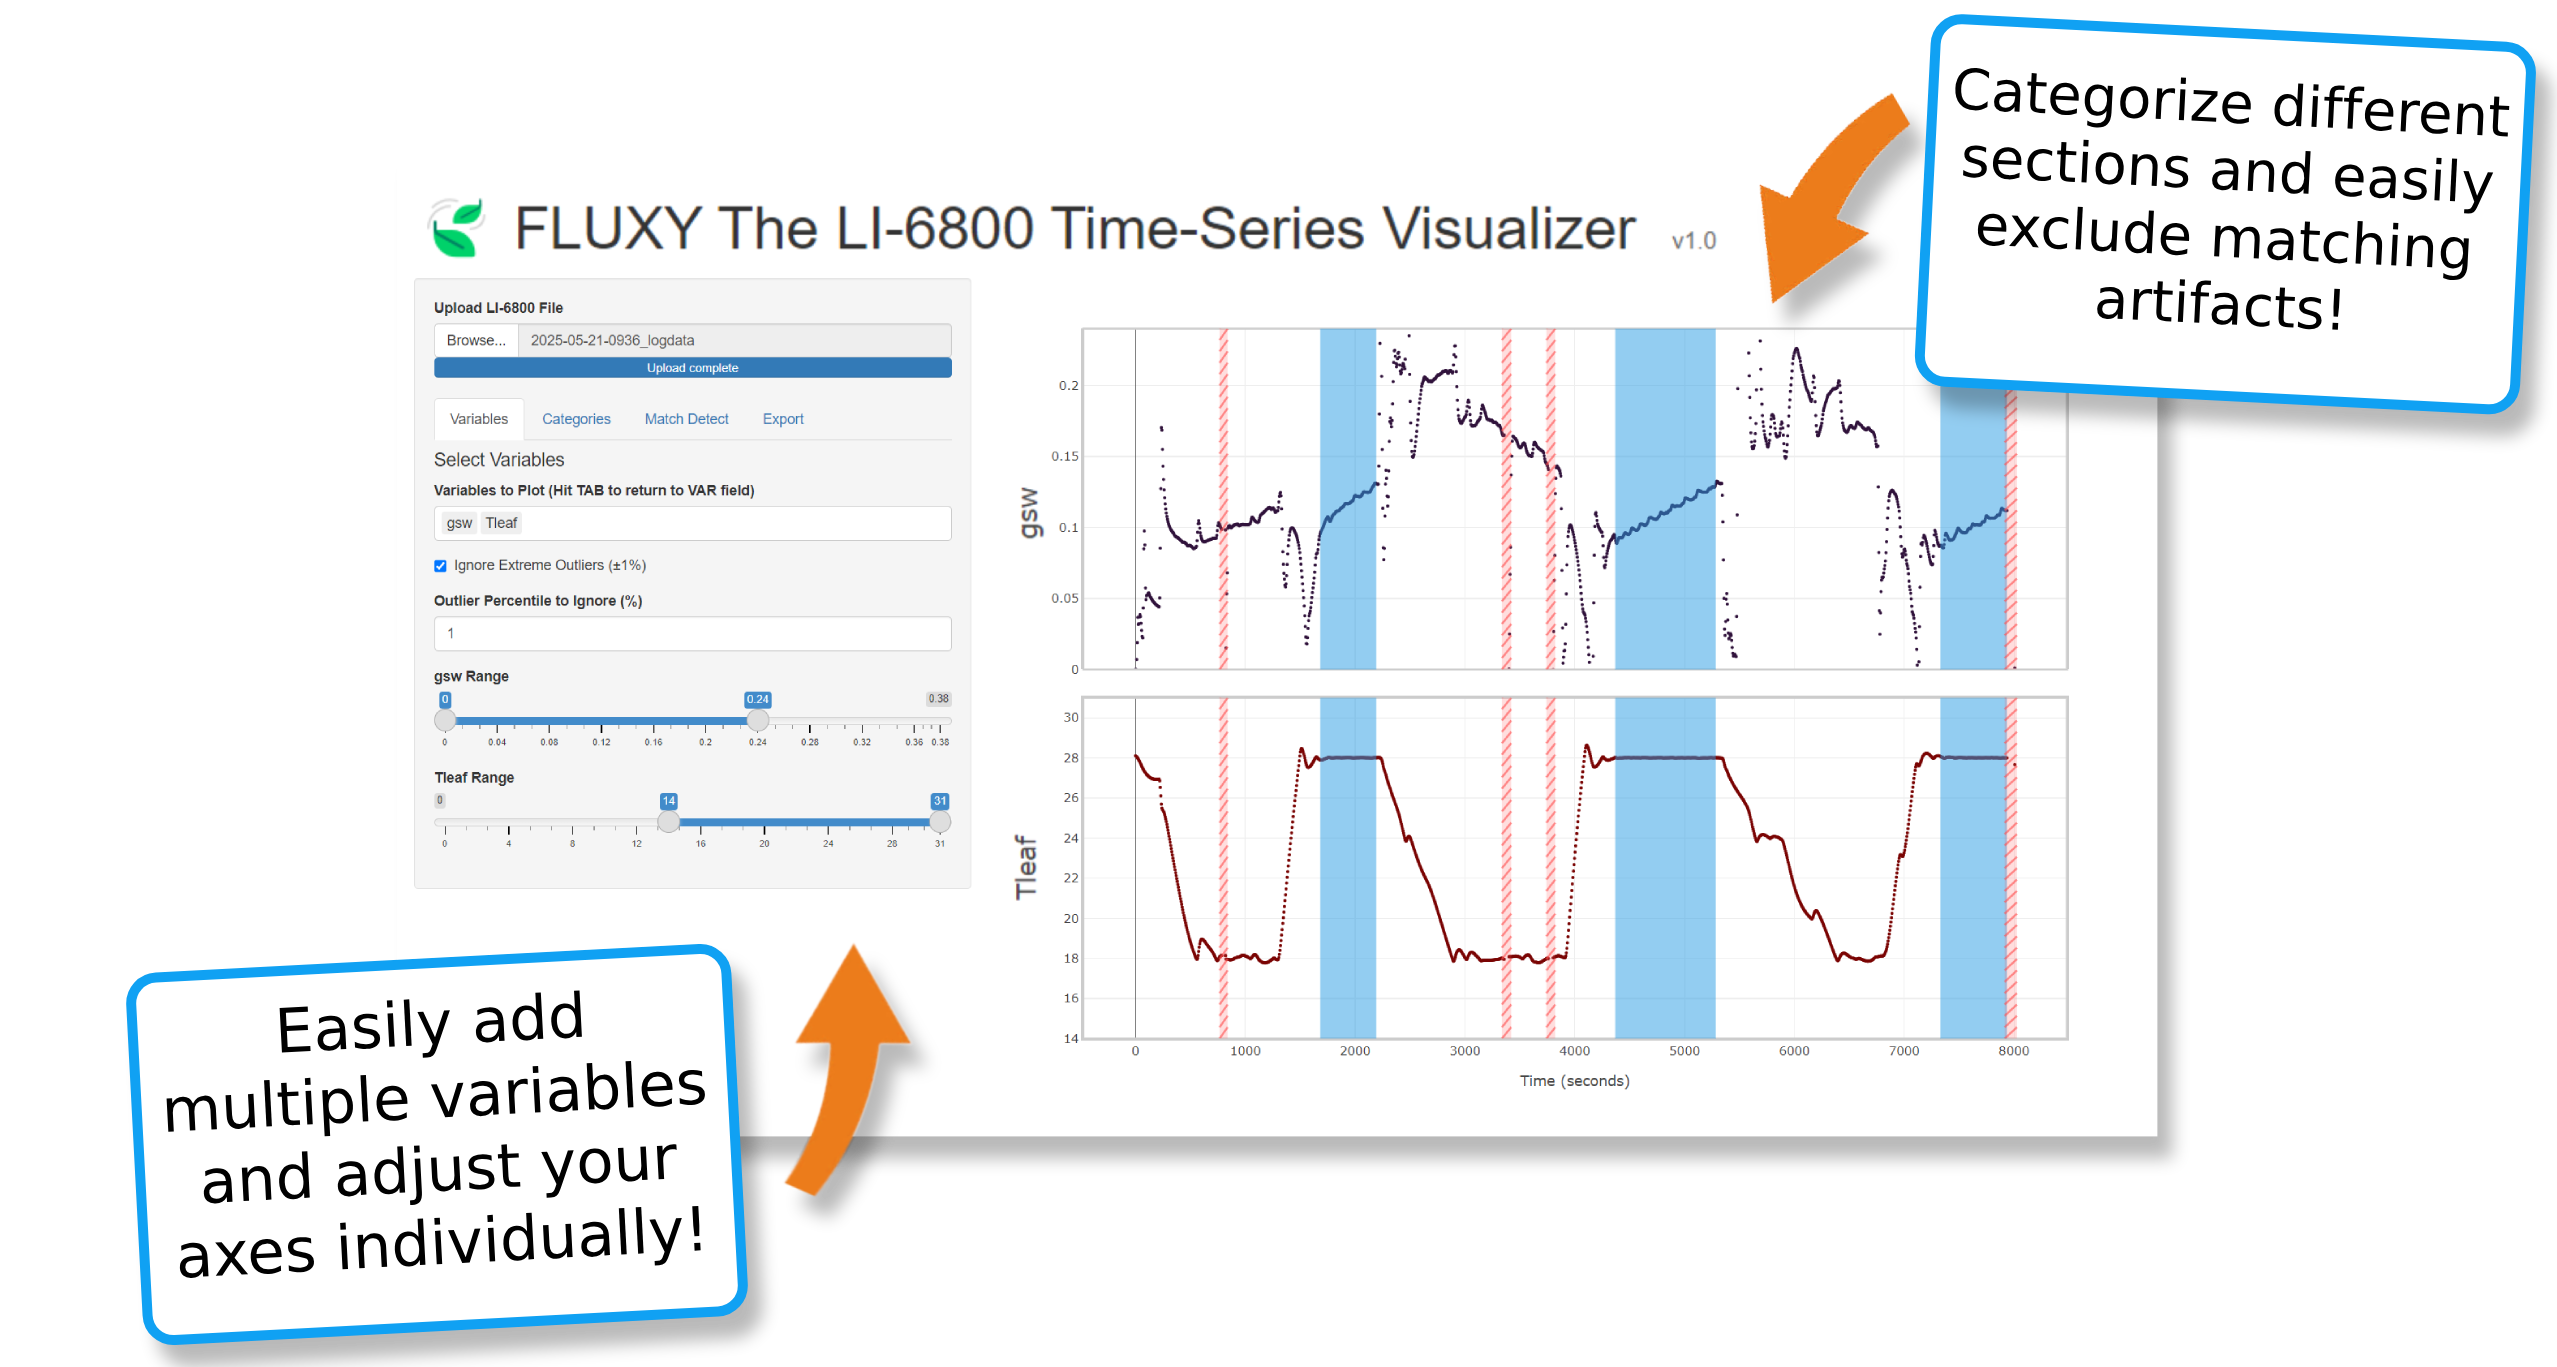 Categorize different
sections and easily
exclude matching
artifacts!
FLUXY The LI-6800 Time-Series Visualizer v1.0
Upload LI-6800 File
Browse... 2025-05-21-0936_logdata
Upload complete
Variables Categories Match Detect Export
Select Variables
Variables to Plot (Hit TAB to return to VAR field)
gsw Tleaf
Ignore Extreme Outliers (±1%)
Outlier Percentile to Ignore (%)
1
gsw Range
0 0.24 0.38
0 0.04 0.08 0.12 0.16 0.2 0.24 0.28 0.32 0.36 0.38
Tleaf Range
0 14 31
0 4 8 12 16 20 24 28 31
gsw
0.2
0.15
0.1
0.05
0
Tleaf
30
28
26
24
22
20
18
16
14
0 1000 2000 3000 4000 5000 6000 7000 8000
Time (seconds)
Easily add
multiple variables
and adjust your
axes individually!